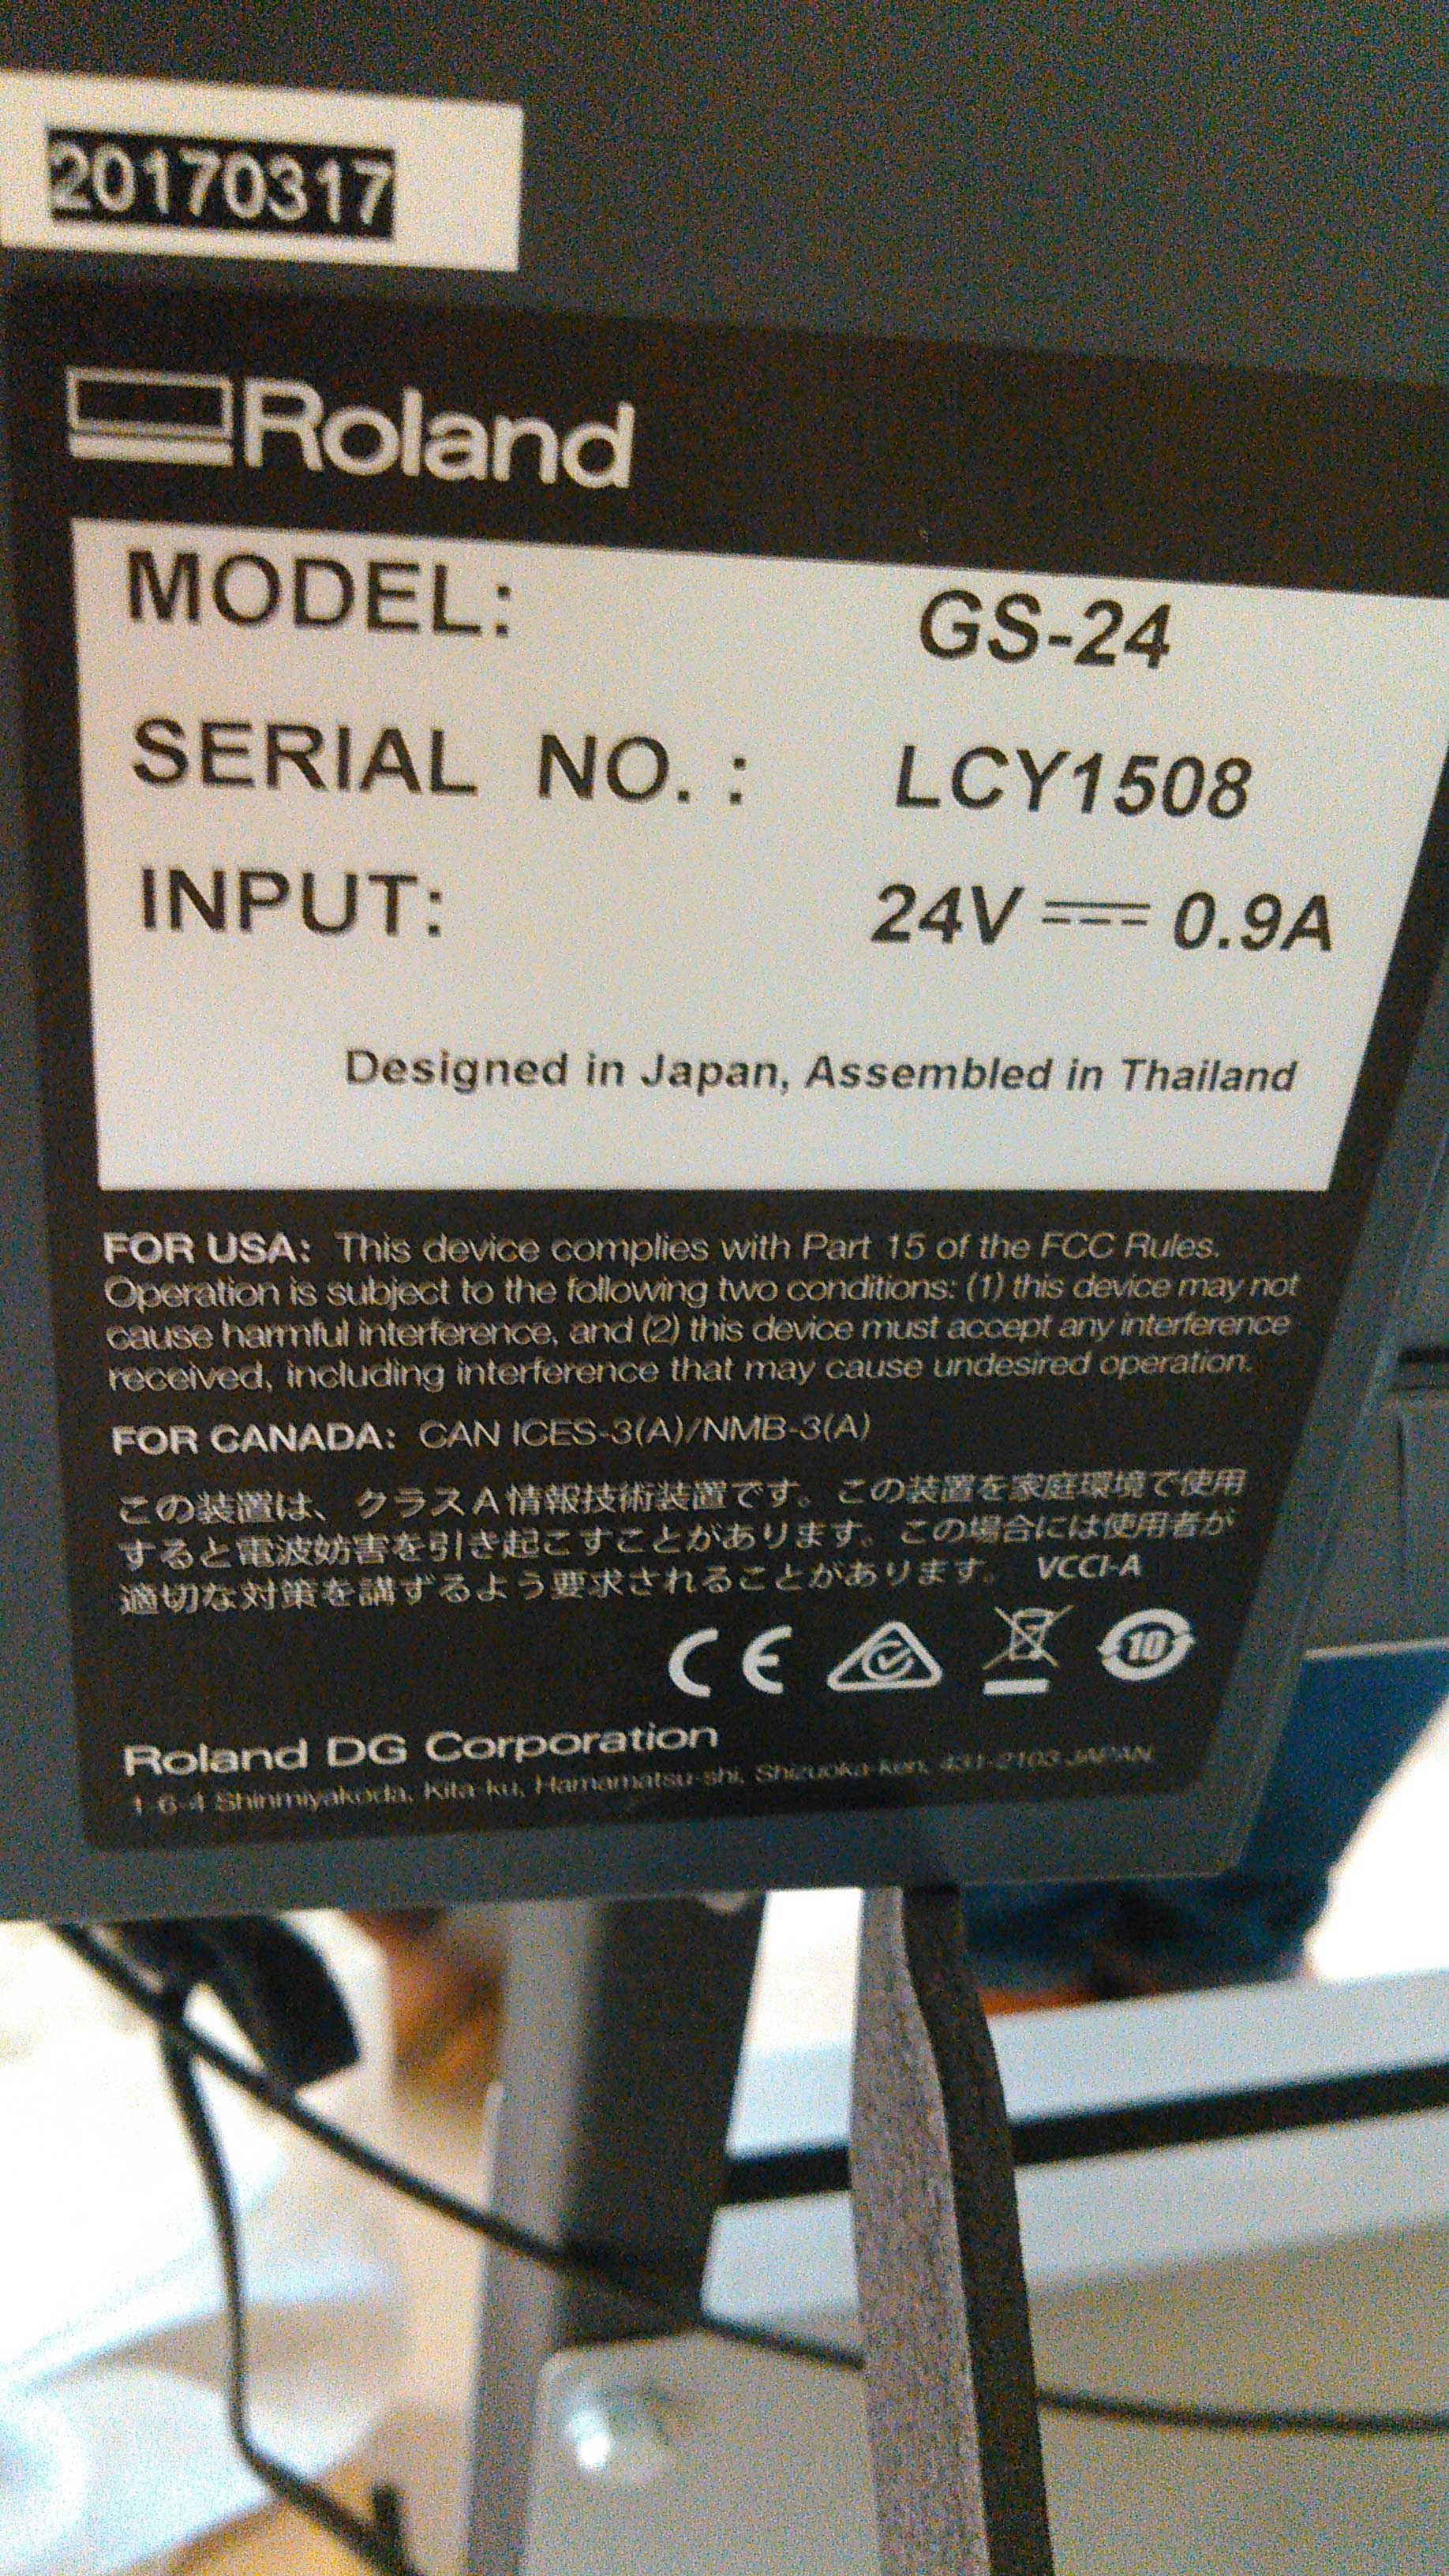 20170317
Roland
MODEL: GS-24
SERIAL NO. : LCY1508
INPUT: 24V 0.9A
Designed in Japan, Assembled in Thailand
FOR USA: This device complies with Part 15 of the FCC Rules.
Operation is subject to the following two conditions: (1) this device may not
cause harmful interference, and (2) this device must accept any interference
received, including interference that may cause undesired operation.
FOR CANADA: CAN ICES-3(A)/NMB-3(A)
この装置は、クラスA情報技術装置です。この装置を家庭環境で使用
すると電波妨害を引き起こすことがあります。この場合には使用者が
適切な対策を講ずるよう要求されることがあります。 VCCI-A
CE 10
Roland DG Corporation
1-6-4 Shinmiyakoda, Kita-ku, Hamamatsu-shi, Shizuoka-ken, 431-2103 JAPAN